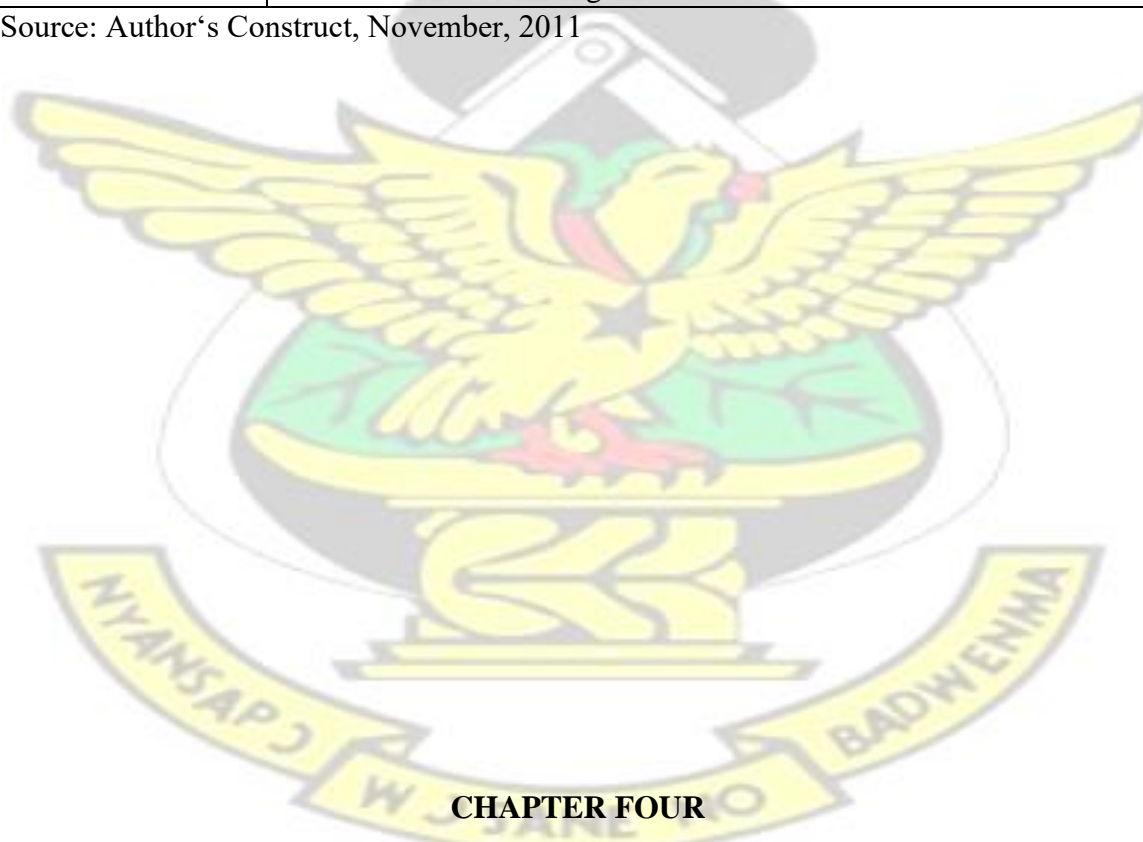 Source: Author‘s Construct, November, 2011
NYANSAPƆ
BADWENMA
CHAPTER FOUR